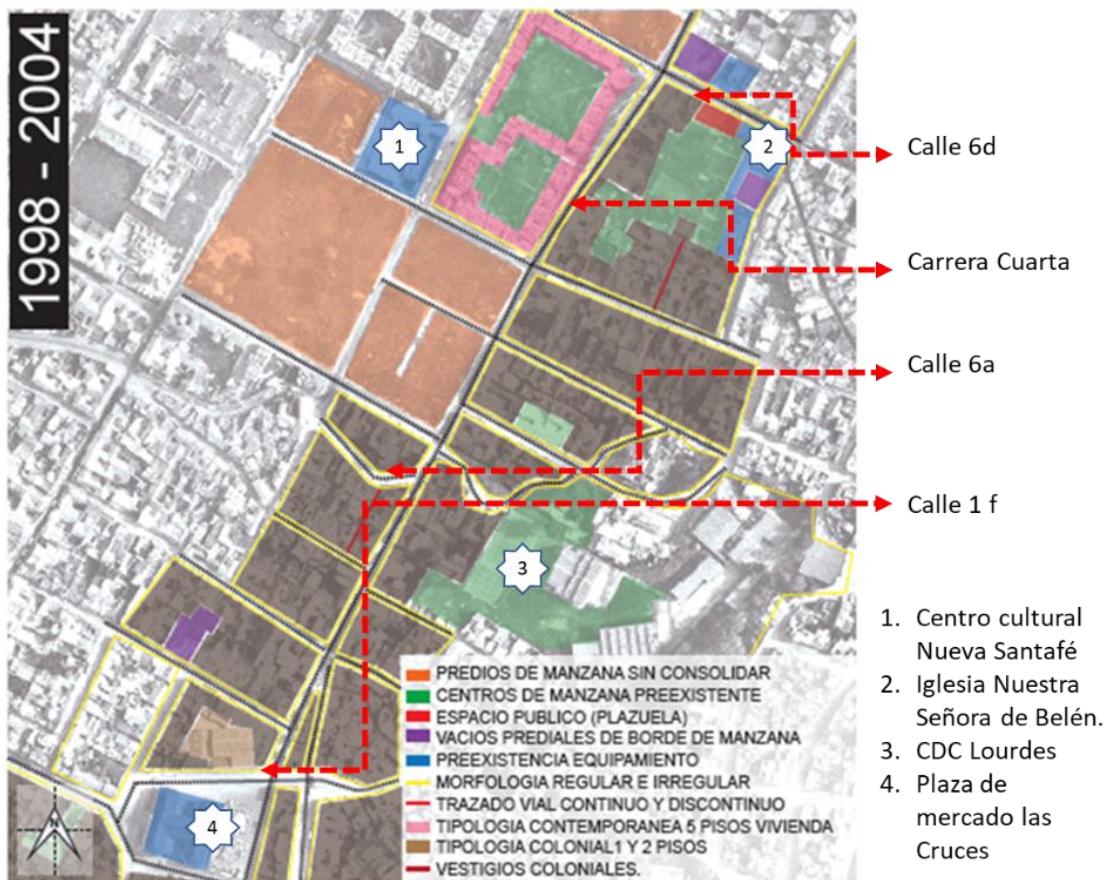 1998 - 2004
1
2
Calle 6d
Carrera Cuarta
Calle 6a
Calle 1 f
3
4
N
PREDIOS DE MANZANA SIN CONSOLIDAR
CENTROS DE MANZANA PREEXISTENTE
ESPACIO PUBLICO (PLAZUELA)
VACIOS PREDIALES DE BORDE DE MANZANA
PREEXISTENCIA EQUIPAMIENTO
MORFOLOGIA REGULAR E IRREGULAR
TRAZADO VIAL CONTINUO Y DISCONTINUO
TIPOLOGIA CONTEMPORANEA 5 PISOS VIVIENDA
TIPOLOGIA COLONIAL1 Y 2 PISOS
VESTIGIOS COLONIALES.
1. Centro cultural
Nueva Santafé
2. Iglesia Nuestra
Señora de Belén.
3. CDC Lourdes
4. Plaza de
mercado las
Cruces